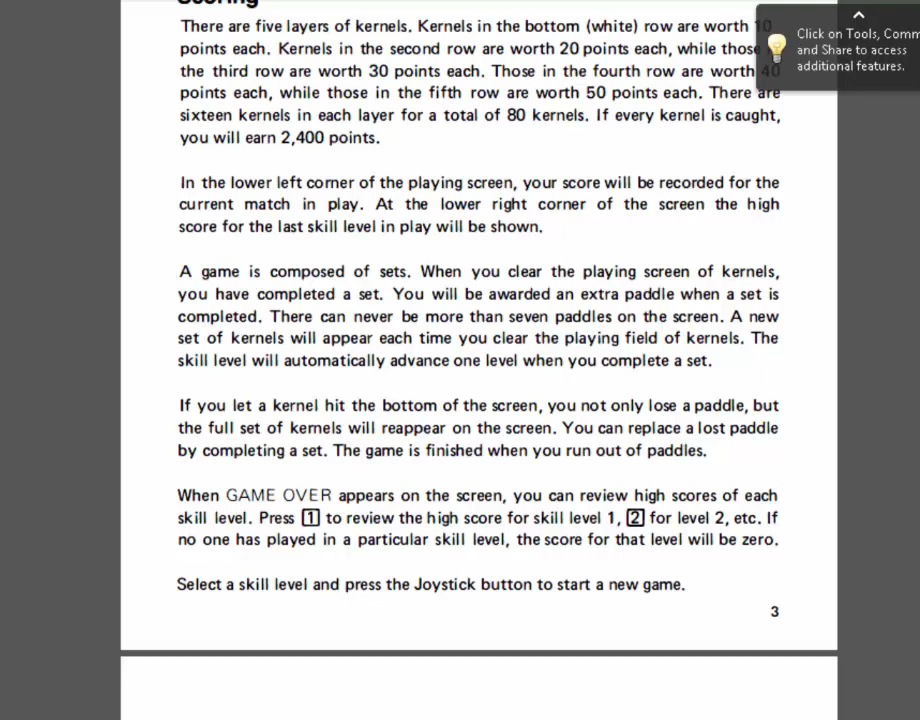 Scoring
There are five layers of kernels. Kernels in the bottom (white) row are worth 10
points each. Kernels in the second row are worth 20 points each, while those
the third row are worth 30 points each. Those in the fourth row are worth 40
points each, while those in the fifth row are worth 50 points each. There are
sixteen kernels in each layer for a total of 80 kernels. If every kernel is caught,
you will earn 2,400 points.
In the lower left corner of the playing screen, your score will be recorded for the
current match in play. At the lower right corner of the screen the high
score for the last skill level in play will be shown.
A game is composed of sets. When you clear the playing screen of kernels,
you have completed a set. You will be awarded an extra paddle when a set is
completed. There can never be more than seven paddles on the screen. A new
set of kernels will appear each time you clear the playing field of kernels. The
skill level will automatically advance one level when you complete a set.
If you let a kernel hit the bottom of the screen, you not only lose a paddle, but
the full set of kernels will reappear on the screen. You can replace a lost paddle
by completing a set. The game is finished when you run out of paddles.
When GAME OVER appears on the screen, you can review high scores of each
skill level. Press 1 to review the high score for skill level 1, 2 for level 2, etc. If
no one has played in a particular skill level, the score for that level will be zero.
Select a skill level and press the Joystick button to start a new game.
3
Click on Tools, Comm
and Share to access
additional features.